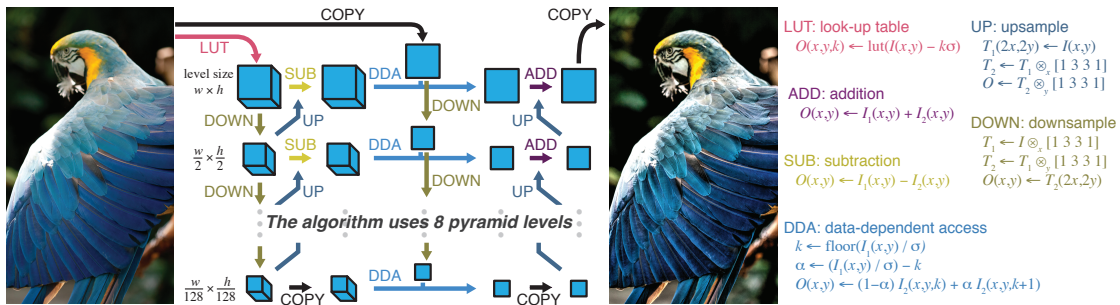 COPY
COPY
LUT
level size
w × h
SUB
DDA
ADD
DOWN
UP
DOWN
UP
w/2 × h/2
SUB
DDA
ADD
DOWN
UP
DOWN
UP
The algorithm uses 8 pyramid levels
w/128 × h/128
COPY
DDA
COPY
LUT: look-up table
O(x,y,k) ← lut(I(x,y) − kσ)
ADD: addition
O(x,y) ← I₁(x,y) + I₂(x,y)
SUB: subtraction
O(x,y) ← I₁(x,y) − I₂(x,y)
UP: upsample
T₁(2x,2y) ← I(x,y)
T₂ ← T₁ ⊗ₓ [1 3 3 1]
O ← T₂ ⊗ᵧ [1 3 3 1]
DOWN: downsample
T₁ ← I ⊗ₓ [1 3 3 1]
T₂ ← T₁ ⊗ᵧ [1 3 3 1]
O(x,y) ← T₂(2x,2y)
DDA: data-dependent access
k ← floor(I₁(x,y) / σ)
α ← (I₁(x,y) / σ) − k
O(x,y) ← (1−α) I₂(x,y,k) + α I₂(x,y,k+1)